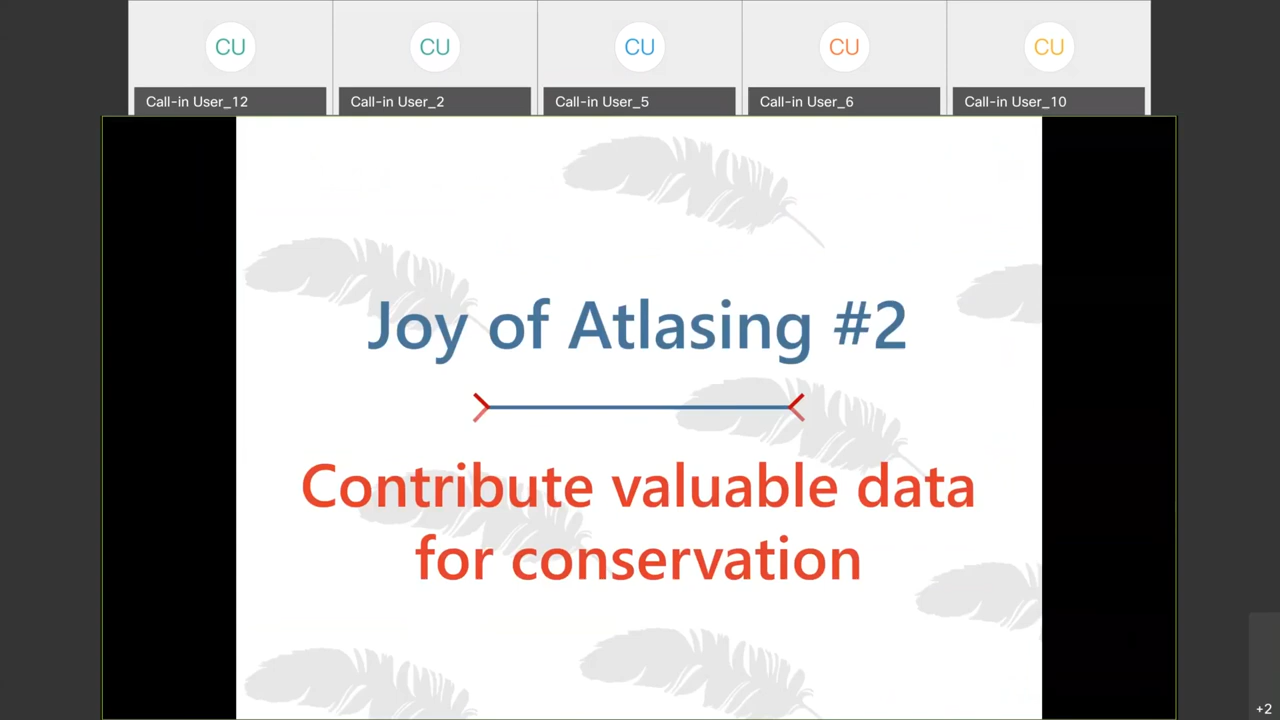 CU CU CU CU CU
Call-in User_12 Call-in User_2 Call-in User_5 Call-in User_6 Call-in User_10
Joy of Atlasing #2
Contribute valuable data
for conservation
+2